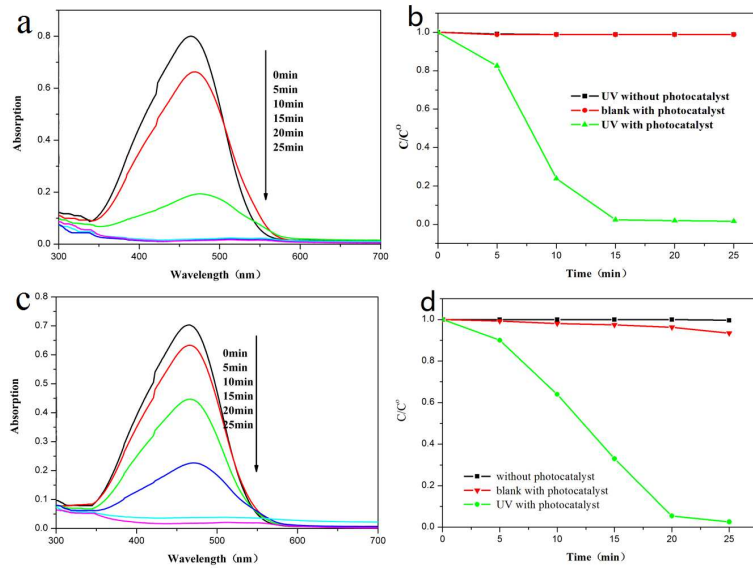 a
0.8
0.6
0.4
0.2
0.0
Absorption
0min
5min
10min
15min
20min
25min
300 400 500 600 700
Wavelength（nm）
b
1.0
0.8
0.6
0.4
0.2
0.0
C/C⁰
UV without photocatalyst
blank with photocatalyst
UV with photocatalyst
0 5 10 15 20 25
Time（min）
c
0.8
0.7
0.6
0.5
0.4
0.3
0.2
0.1
0.0
Absorption
0min
5min
10min
15min
20min
25min
300 400 500 600 700
Wavelength（nm）
d
1.0
0.8
0.6
0.4
0.2
0.0
C/C⁰
without photocatalyst
blank with photocatalyst
UV with photocatalyst
0 5 10 15 20 25
Time（min）